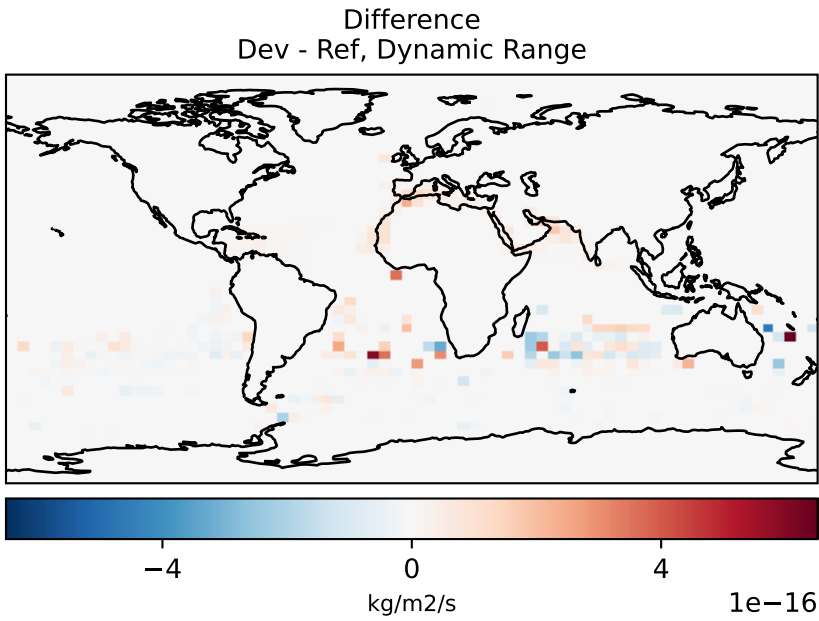 Difference
Dev - Ref, Dynamic Range
−4 0 4
kg/m2/s 1e−16